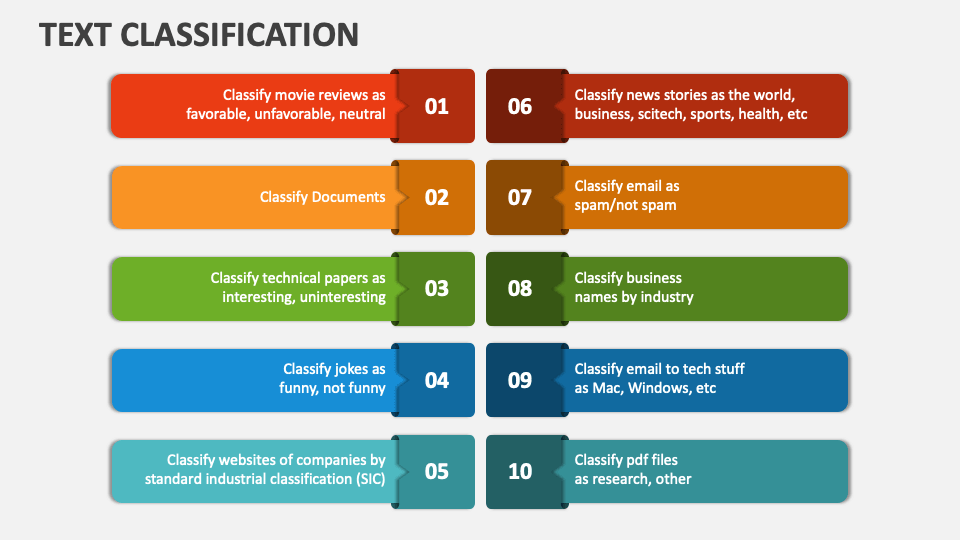 TEXT CLASSIFICATION
Classify movie reviews as
favorable, unfavorable, neutral
01
Classify Documents
02
Classify technical papers as
interesting, uninteresting
03
Classify jokes as
funny, not funny
04
Classify websites of companies by
standard industrial classification (SIC)
05
06
Classify news stories as the world,
business, scitech, sports, health, etc
07
Classify email as
spam/not spam
08
Classify business
names by industry
09
Classify email to tech stuff
as Mac, Windows, etc
10
Classify pdf files
as research, other